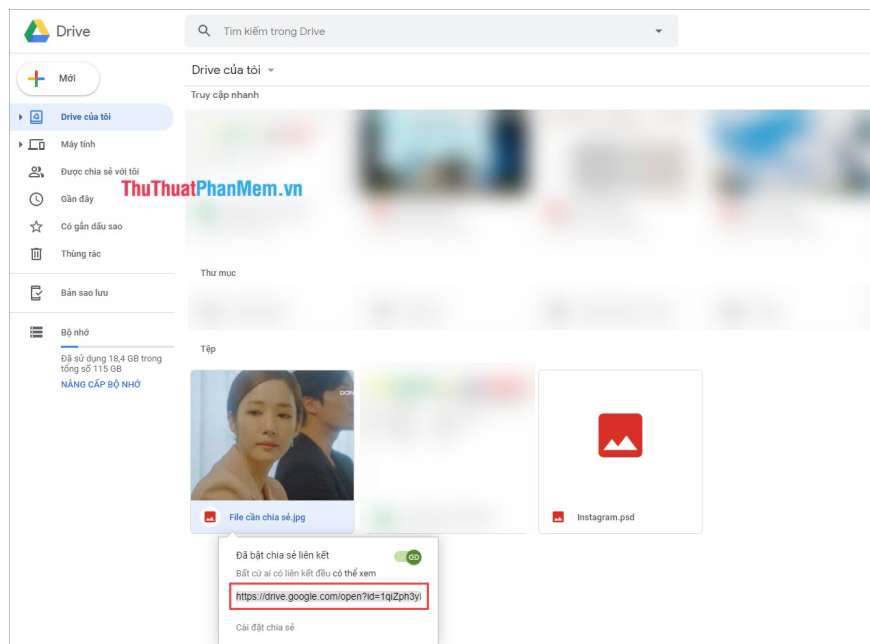 Drive
Tìm kiếm trong Drive
Mới
Drive của tôi
Truy cập nhanh
Drive của tôi
Máy tính
Được chia sẻ với tôi
ThuThuatPhanMem.vn
Gần đây
Có gắn dấu sao
Thùng rác
Thư mục
Bản sao lưu
Bộ nhớ
Đã sử dụng 18,4 GB trong
tổng số 115 GB
NÂNG CẤP BỘ NHỚ
Tệp
File cần chia sẻ.jpg
Instagram.psd
Đã bật chia sẻ liên kết
Bất cứ ai có liên kết đều có thể xem
https://drive.google.com/open?id=1qiZph3yl
Cài đặt chia sẻ